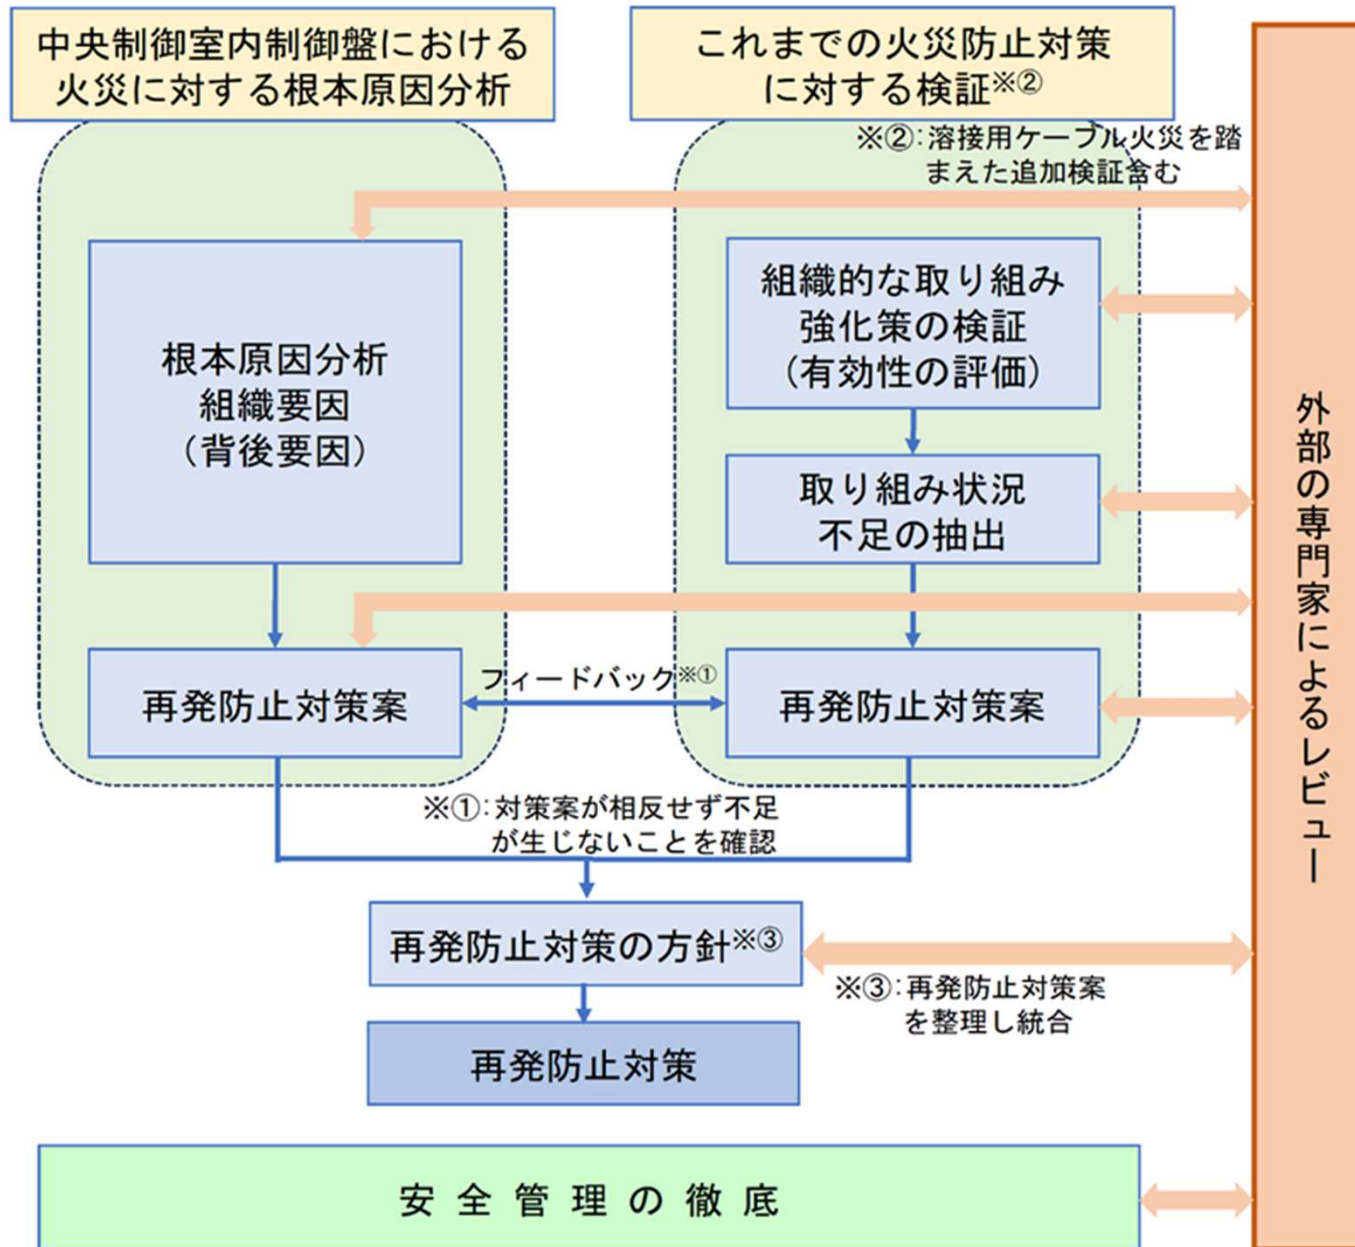 中央制御室内制御盤における
火災に対する根本原因分析
これまでの火災防止対策
に対する検証※②
※②:溶接用ケーブル火災を踏
まえた追加検証含む
根本原因分析
組織要因
(背後要因)
組織的な取り組み
強化策の検証
(有効性の評価)
取り組み状況
不足の抽出
再発防止対策案
フィードバック※①
再発防止対策案
※①:対策案が相反せず不足
が生じないことを確認
再発防止対策の方針※③
※③:再発防止対策案
を整理し統合
再発防止対策
安全管理の徹底
外部の専門家によるレビュー